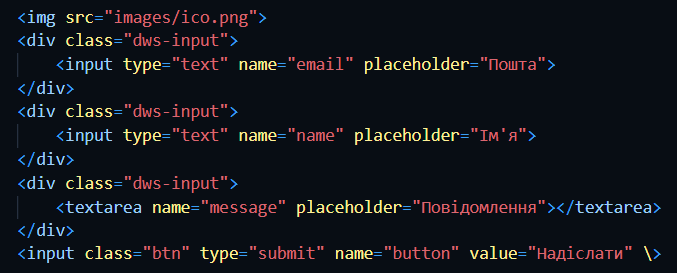 <img src="images/ico.png">
<div class="dws-input">
    <input type="text" name="email" placeholder="Пошта">
</div>
<div class="dws-input">
    <input type="text" name="name" placeholder="Ім'я">
</div>
<div class="dws-input">
    <textarea name="message" placeholder="Повідомлення"></textarea>
</div>
<input class="btn" type="submit" name="button" value="Надіслати" \>